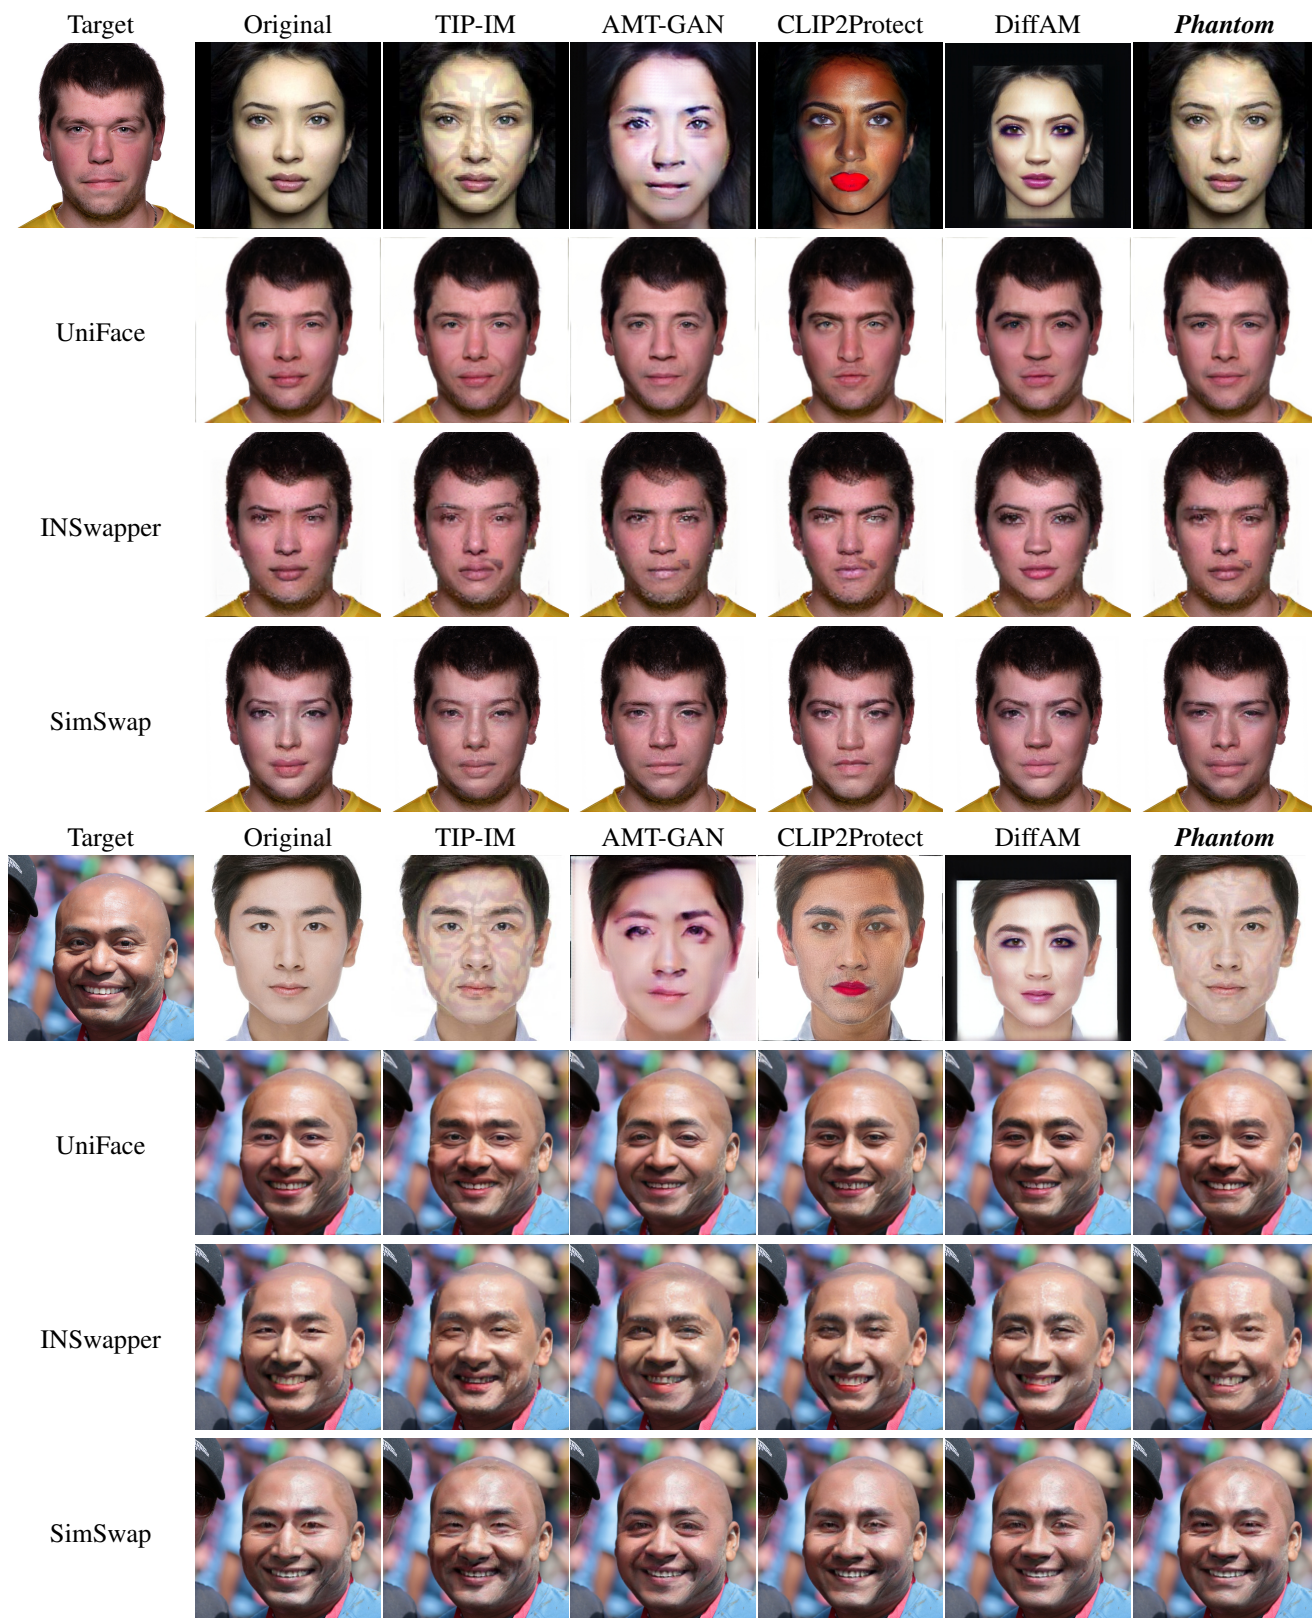 Target Original TIP-IM AMT-GAN CLIP2Protect DiffAM Phantom
UniFace
INSwapper
SimSwap
Target Original TIP-IM AMT-GAN CLIP2Protect DiffAM Phantom
UniFace
INSwapper
SimSwap